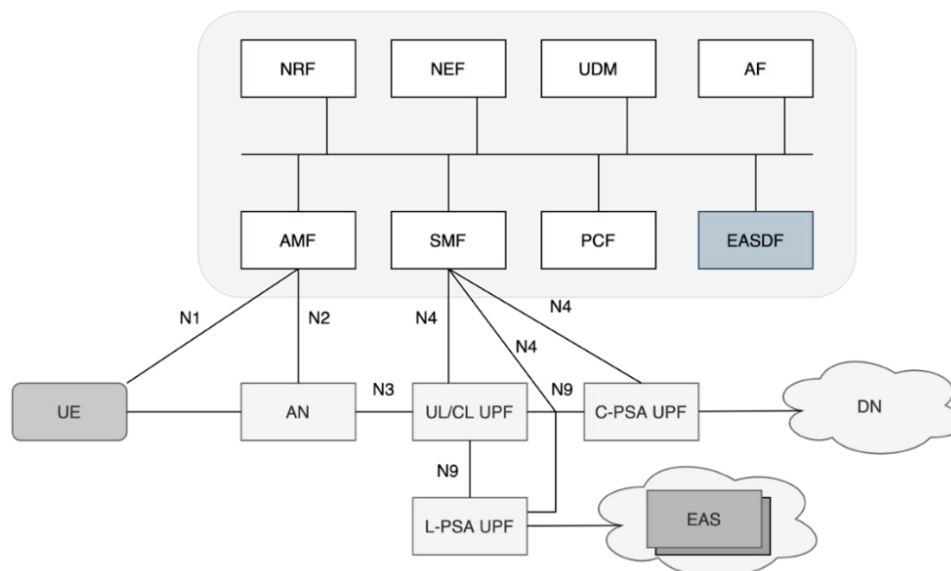 NRF
NEF
UDM
AF
AMF
SMF
PCF
EASDF
N1
N2
N4
N4
N4
N3
N9
UE
AN
UL/CL UPF
C-PSA UPF
DN
N9
L-PSA UPF
EAS